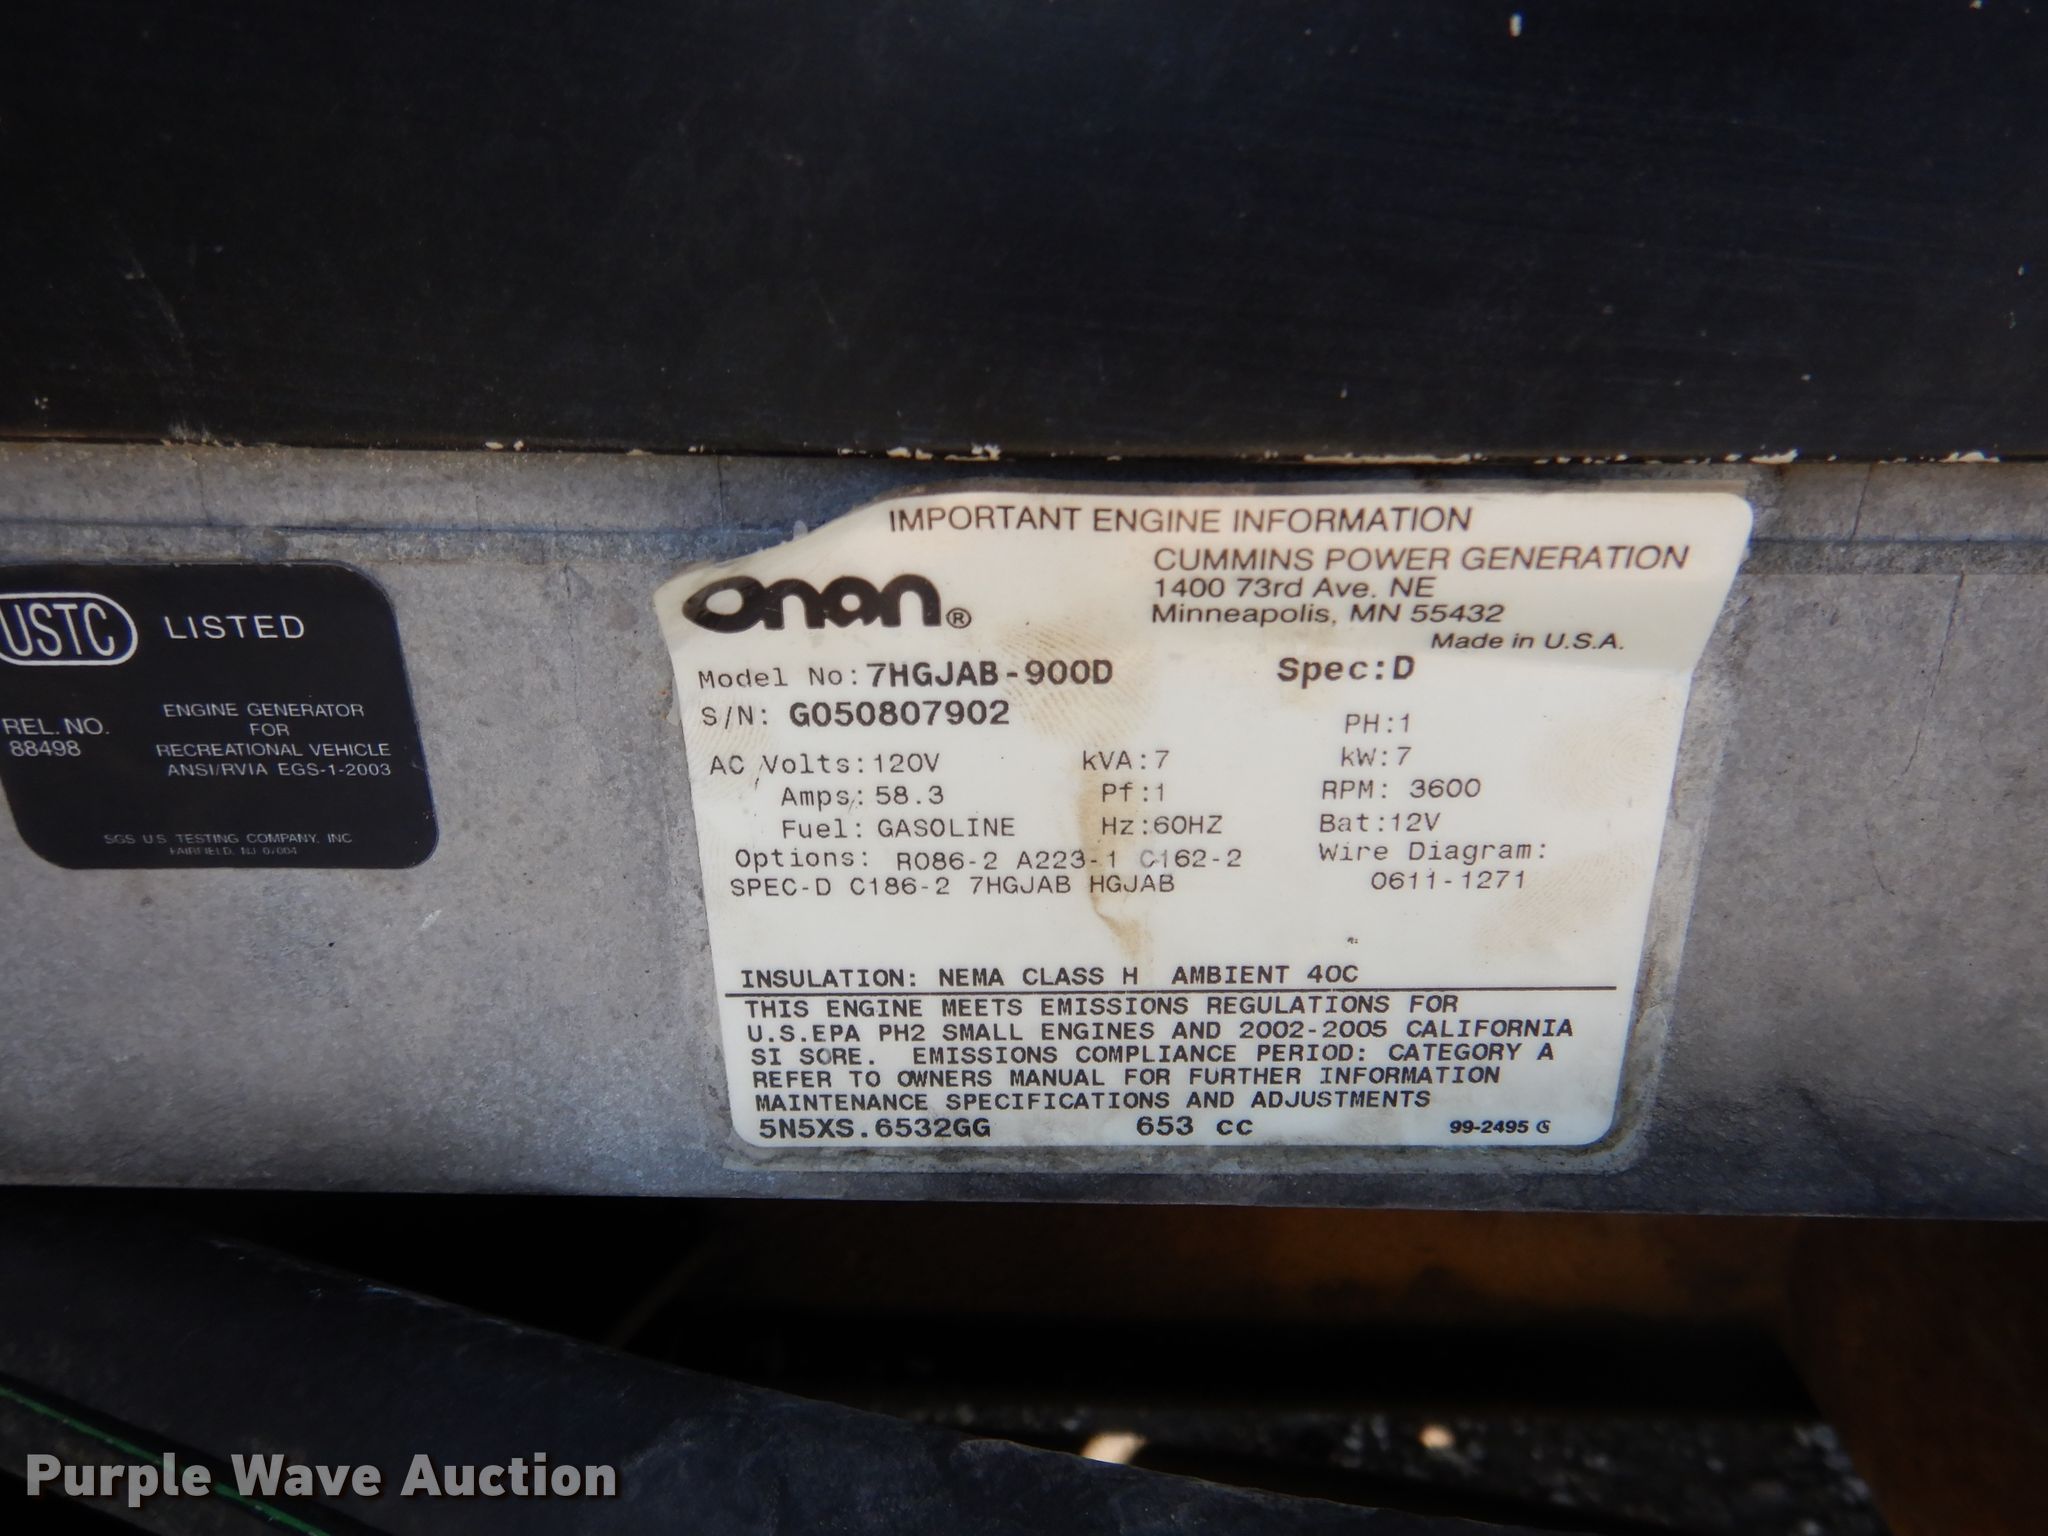 USTC LISTED
REL. NO.
88498
ENGINE GENERATOR
FOR
RECREATIONAL VEHICLE
ANSI/RVIA EGS-1-2003
SGS U.S. TESTING COMPANY, INC
FAIRFIELD, NJ 07004
IMPORTANT ENGINE INFORMATION
onan®
CUMMINS POWER GENERATION
1400 73rd Ave. NE
Minneapolis, MN 55432
Made in U.S.A.
Model No: 7HGJAB-900D Spec:D
S/N: G050807902 PH:1
AC Volts:120V kVA:7 kW:7
Amps: 58.3 Pf:1 RPM: 3600
Fuel: GASOLINE Hz:60HZ Bat:12V
Options: R086-2 A223-1 C162-2 Wire Diagram:
SPEC-D C186-2 7HGJAB HGJAB 0611-1271
INSULATION: NEMA CLASS H AMBIENT 40C
THIS ENGINE MEETS EMISSIONS REGULATIONS FOR
U.S.EPA PH2 SMALL ENGINES AND 2002-2005 CALIFORNIA
SI SORE. EMISSIONS COMPLIANCE PERIOD: CATEGORY A
REFER TO OWNERS MANUAL FOR FURTHER INFORMATION
MAINTENANCE SPECIFICATIONS AND ADJUSTMENTS
5N5XS.6532GG 653 cc 99-2495 G
Purple Wave Auction